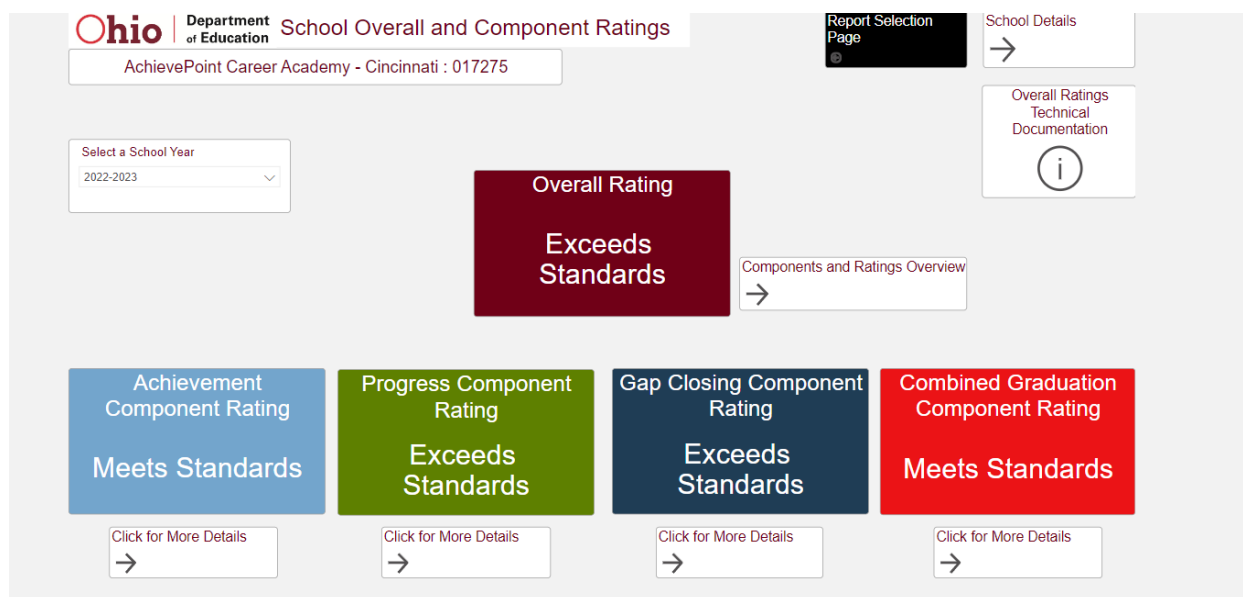 Ohio
Department
of Education
School Overall and Component Ratings
Report Selection
Page
School Details
AchievePoint Career Academy - Cincinnati : 017275
Overall Ratings
Technical
Documentation
i
Select a School Year
2022-2023
Overall Rating
Exceeds
Standards
Components and Ratings Overview
Achievement
Component Rating
Meets Standards
Progress Component
Rating
Exceeds
Standards
Gap Closing Component
Rating
Exceeds
Standards
Combined Graduation
Component Rating
Meets Standards
Click for More Details
Click for More Details
Click for More Details
Click for More Details